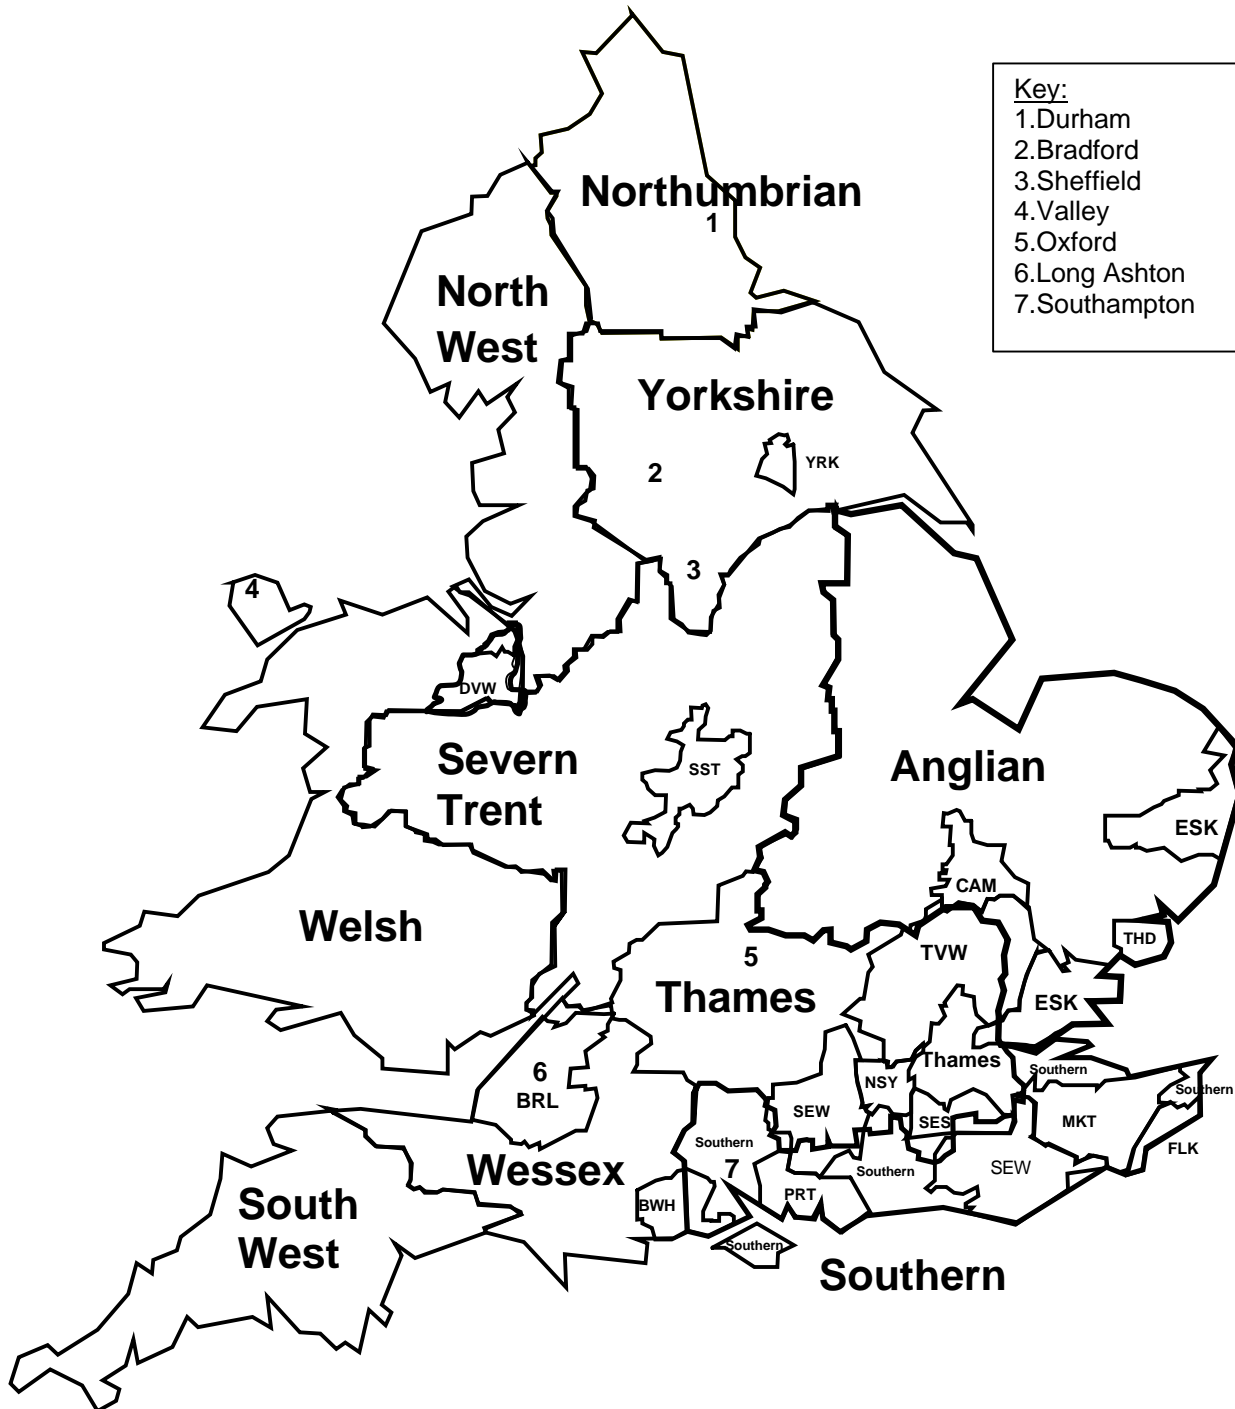 Key:
1.Durham
2.Bradford
3.Sheffield
4.Valley
5.Oxford
6.Long Ashton
7.Southampton
Northumbrian
1
North
West
Yorkshire
YRK
2
3
4
DVW
Severn
Trent
SST
Anglian
ESK
CAM
Welsh
THD
TVW
5
Thames
ESK
Thames
Southern
6
BRL
NSY
SEW
SES
MKT
Southern
FLK
Southern
7
Southern
SEW
Wessex
BWH
PRT
South
West
Southern
Southern